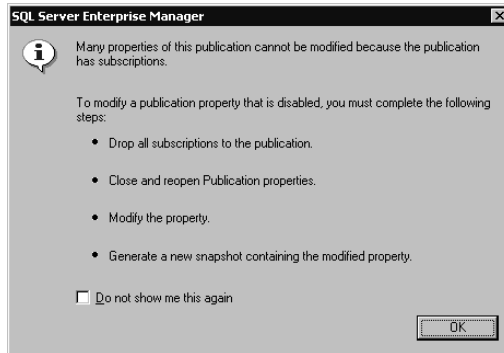 SQL Server Enterprise Manager
Many properties of this publication cannot be modified because the publication
has subscriptions.
To modify a publication property that is disabled, you must complete the following
steps:
• Drop all subscriptions to the publication.
• Close and reopen Publication properties.
• Modify the property.
• Generate a new snapshot containing the modified property.
Do not show me this again
OK